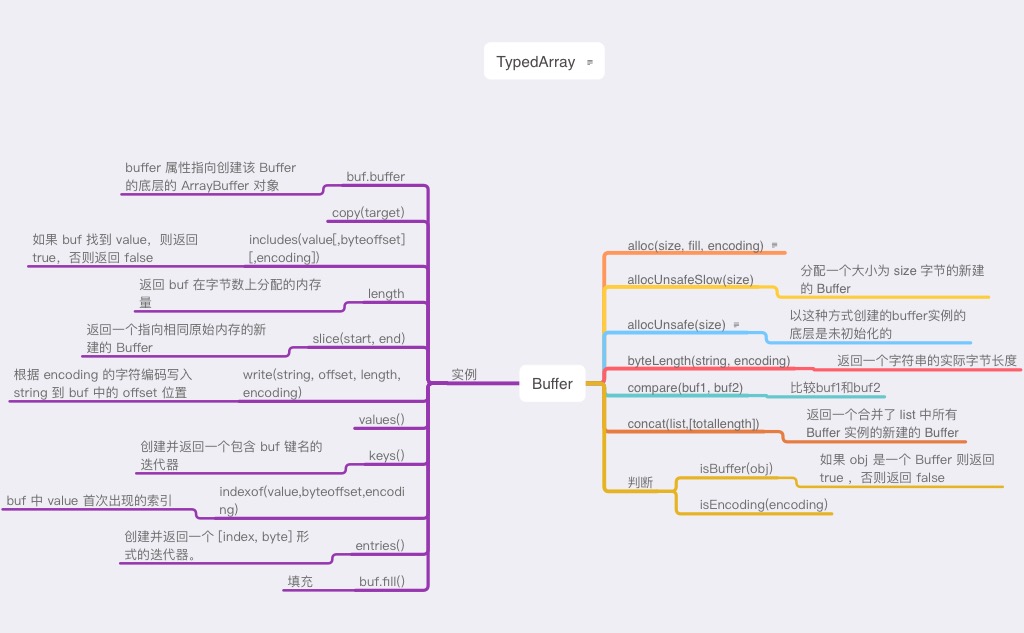 TypedArray
buffer 属性指向创建该 Buffer
的底层的 ArrayBuffer 对象
buf.buffer
copy(target)
如果 buf 找到 value，则返回
true，否则返回 false
includes(value[,byteoffset]
[,encoding])
返回 buf 在字节数上分配的内存
量
length
返回一个指向相同原始内存的新
建的 Buffer
slice(start, end)
根据 encoding 的字符编码写入
string 到 buf 中的 offset 位置
write(string, offset, length,
encoding)
values()
创建并返回一个包含 buf 键名的
迭代器
keys()
buf 中 value 首次出现的索引
indexof(value,byteoffset,encodi
ng)
创建并返回一个 [index, byte] 形
式的迭代器。
entries()
填充
buf.fill()
实例
Buffer
alloc(size, fill, encoding)
allocUnsafeSlow(size)
分配一个大小为 size 字节的新建
的 Buffer
allocUnsafe(size)
以这种方式创建的buffer实例的
底层是未初始化的
byteLength(string, encoding)
返回一个字符串的实际字节长度
compare(buf1, buf2)
比较buf1和buf2
concat(list,[totallength])
返回一个合并了 list 中所有
Buffer 实例的新建的 Buffer
判断
isBuffer(obj)
如果 obj 是一个 Buffer 则返回
true ，否则返回 false
isEncoding(encoding)